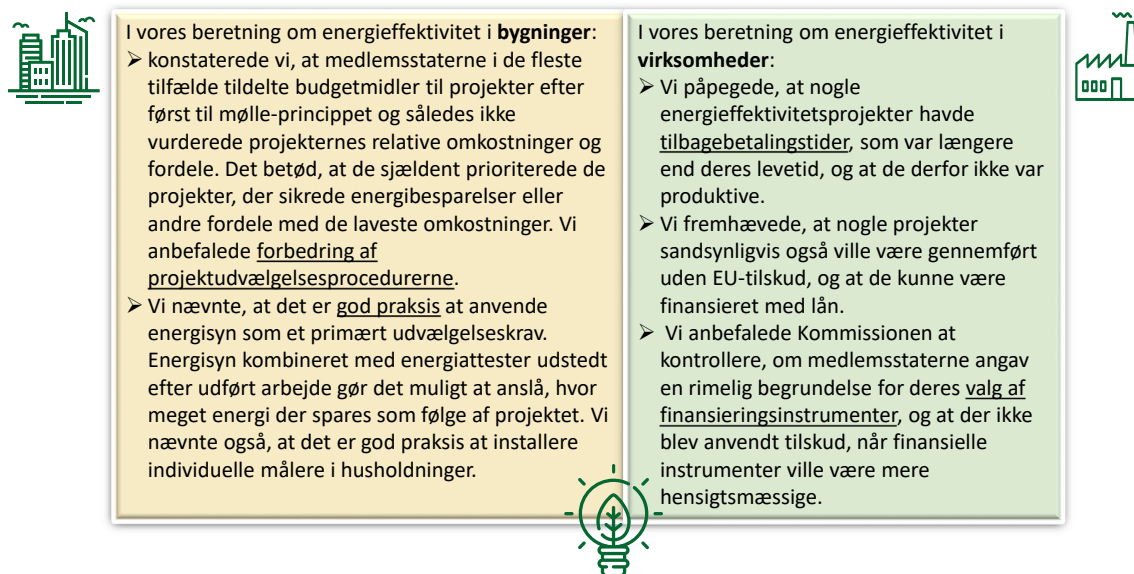 I vores beretning om energieffektivitet i bygninger:
➢ konstaterede vi, at medlemsstaterne i de fleste
tilfælde tildelte budgetmidler til projekter efter
først til mølle-princippet og således ikke
vurderede projekternes relative omkostninger og
fordele. Det betød, at de sjældent prioriterede de
projekter, der sikrede energibesparelser eller
andre fordele med de laveste omkostninger. Vi
anbefalede forbedring af
projektudvælgelsesprocedurerne.
➢ Vi nævnte, at det er god praksis at anvende
energisyn som et primært udvælgelseskrav.
Energisyn kombineret med energiattester udstedt
efter udført arbejde gør det muligt at anslå, hvor
meget energi der spares som følge af projektet. Vi
nævnte også, at det er god praksis at installere
individuelle målere i husholdninger.
I vores beretning om energieffektivitet i
virksomheder:
➢ Vi påpegede, at nogle
energieffektivitetsprojekter havde
tilbagebetalingstider, som var længere
end deres levetid, og at de derfor ikke var
produktive.
➢ Vi fremhævede, at nogle projekter
sandsynligvis også ville være gennemført
uden EU-tilskud, og at de kunne være
finansieret med lån.
➢ Vi anbefalede Kommissionen at
kontrollere, om medlemsstaterne angav
en rimelig begrundelse for deres valg af
finansieringsinstrumenter, og at der ikke
blev anvendt tilskud, når finansielle
instrumenter ville være mere
hensigtsmæssige.